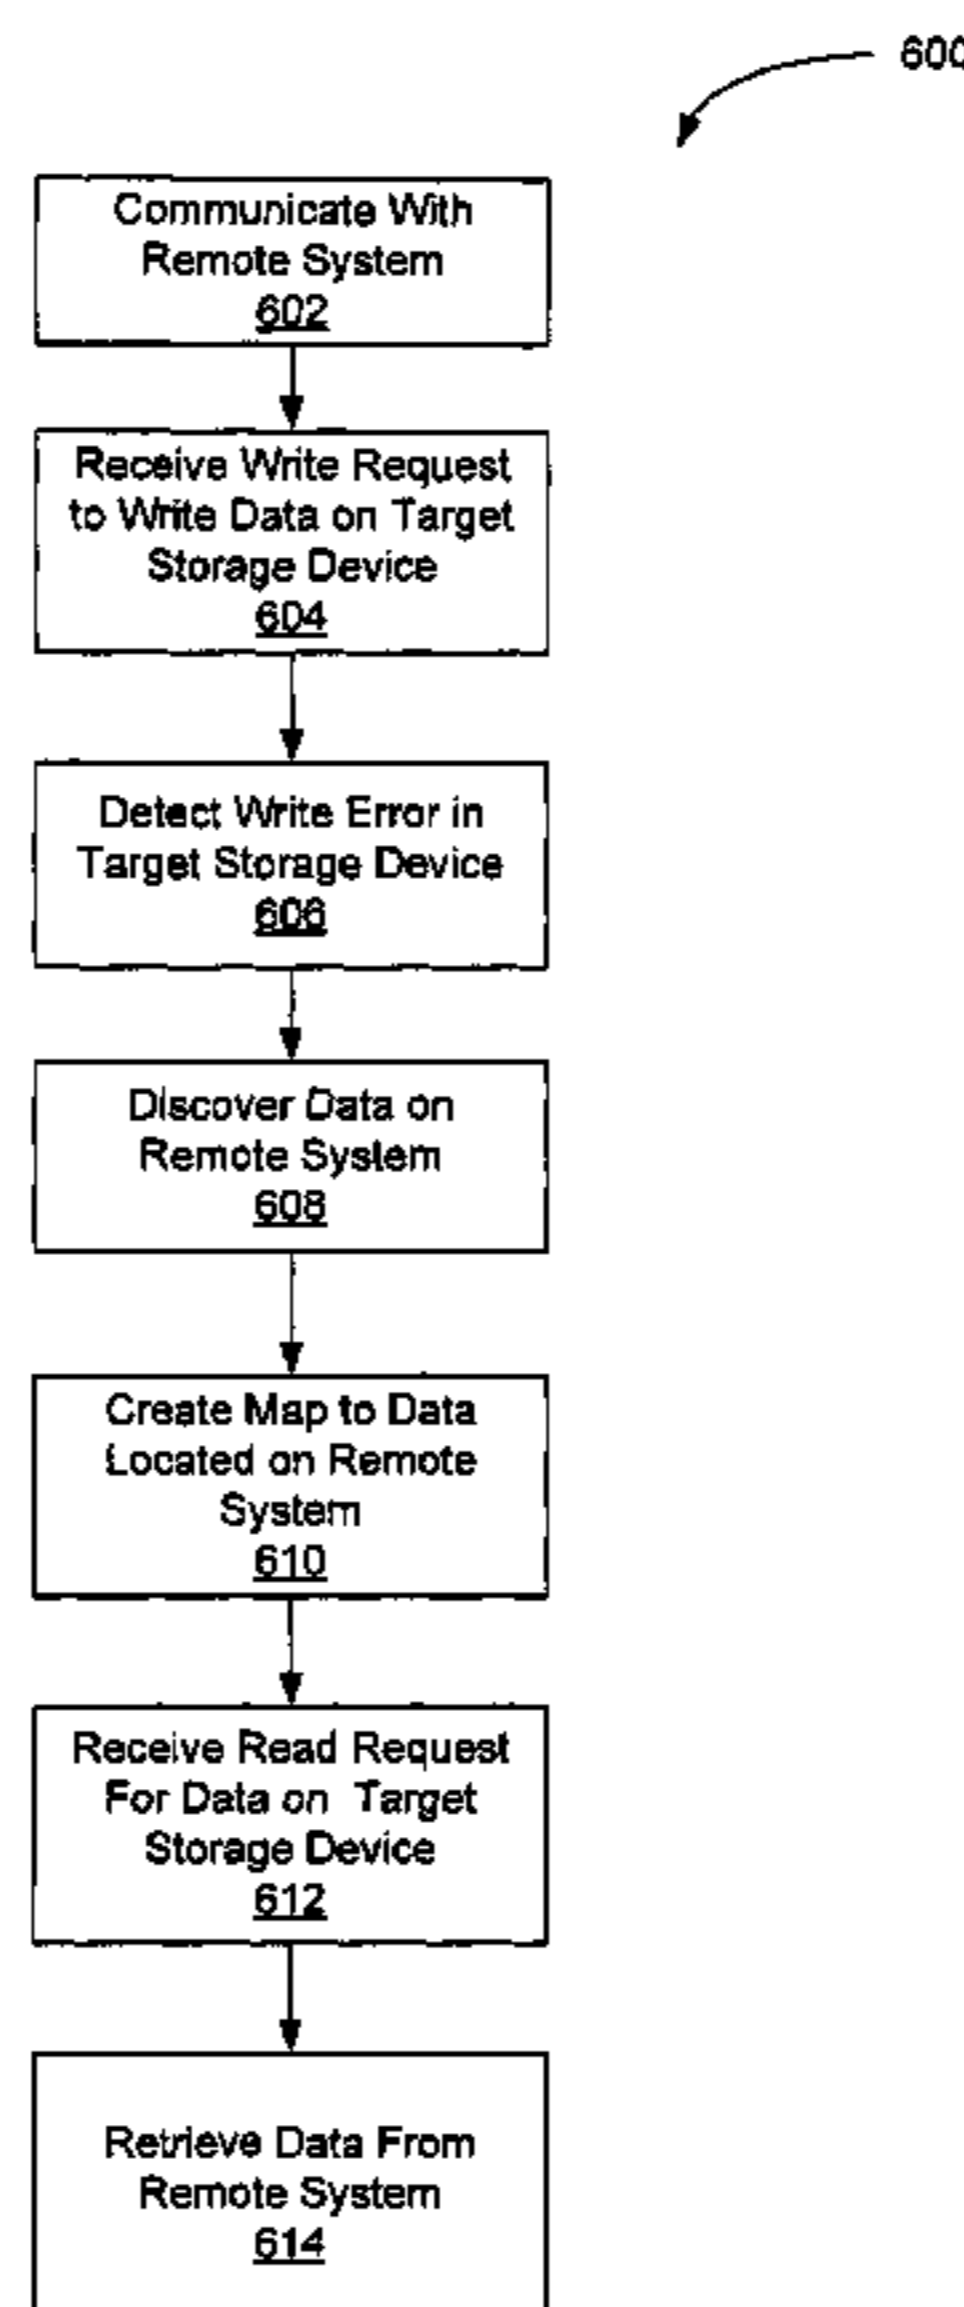 600
Communicate With
Remote System
602
Receive Write Request
to Write Data on Target
Storage Device
604
Detect Write Error in
Target Storage Device
606
Discover Data on
Remote System
608
Create Map to Data
Located on Remote
System
610
Receive Read Request
For Data on Target
Storage Device
612
Retrieve Data From
Remote System
614